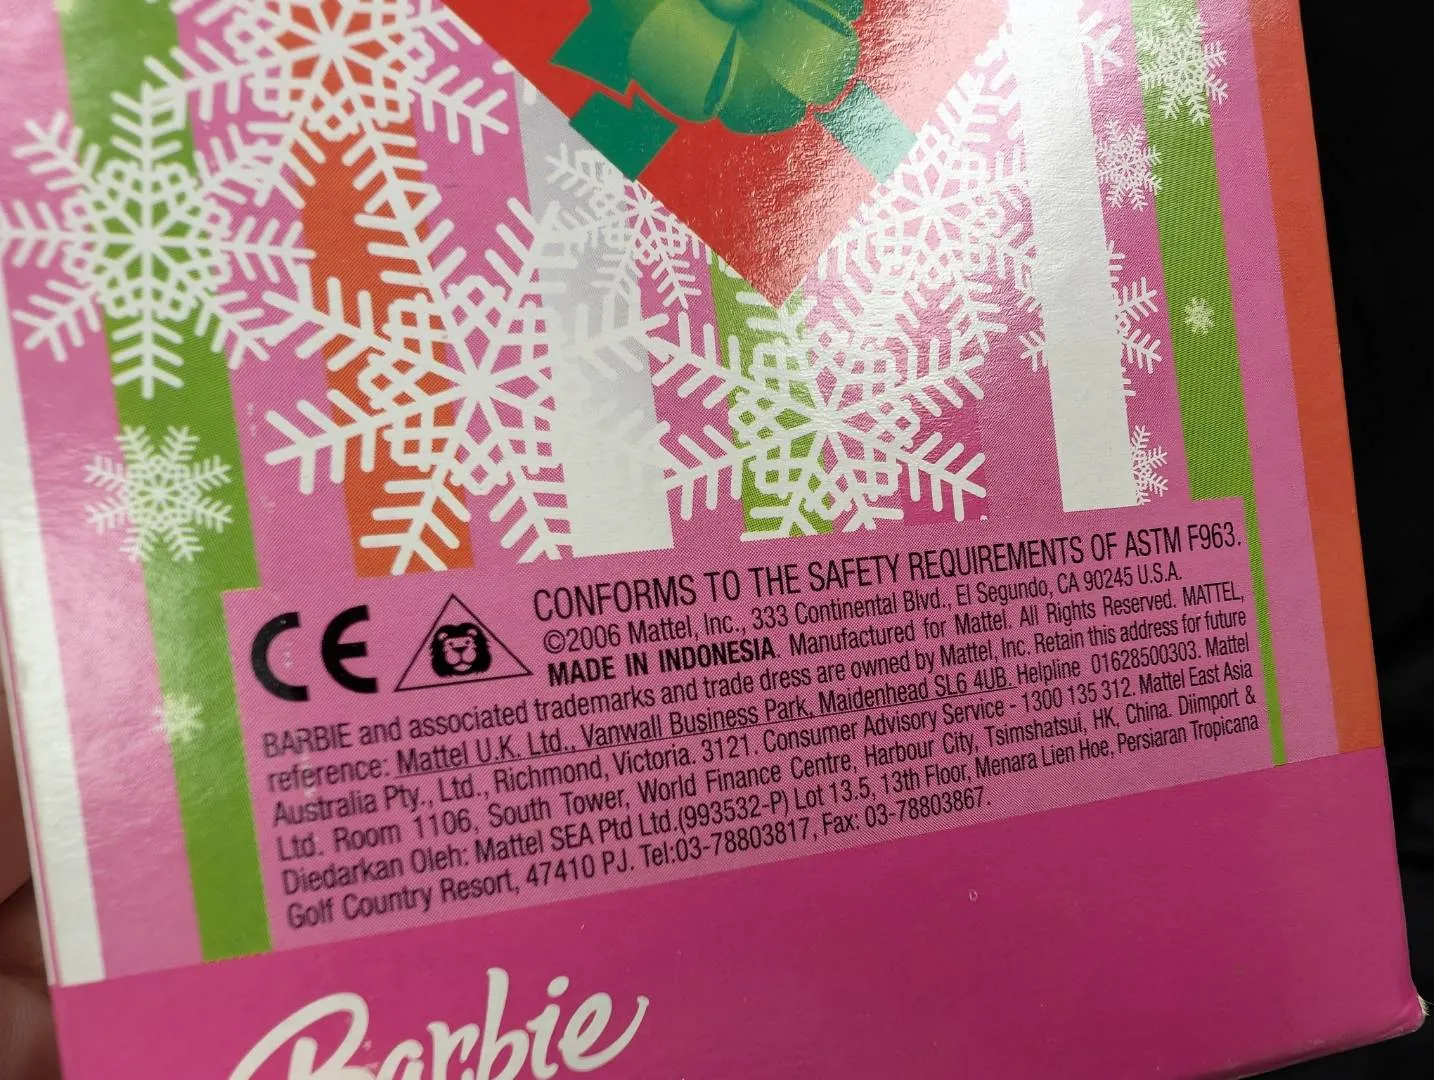 CE
CONFORMS TO THE SAFETY REQUIREMENTS OF ASTM F963.
©2006 Mattel, Inc., 333 Continental Blvd., El Segundo, CA 90245 U.S.A.
MADE IN INDONESIA. Manufactured for Mattel. All Rights Reserved. MATTEL,
BARBIE and associated trademarks and trade dress are owned by Mattel, Inc. Retain this address for future
reference: Mattel U.K. Ltd., Vanwall Business Park, Maidenhead SL6 4UB. Helpline 01628500303. Mattel
Australia Pty., Ltd., Richmond, Victoria. 3121. Consumer Advisory Service - 1300 135 312. Mattel East Asia
Ltd. Room 1106, South Tower, World Finance Centre, Harbour City, Tsimshatsui, HK, China. Diimport &
Diedarkan Oleh: Mattel SEA Ptd Ltd.(993532-P) Lot 13.5, 13th Floor, Menara Lien Hoe, Persiaran Tropicana
Golf Country Resort, 47410 PJ. Tel:03-78803817, Fax: 03-78803867.
Barbie